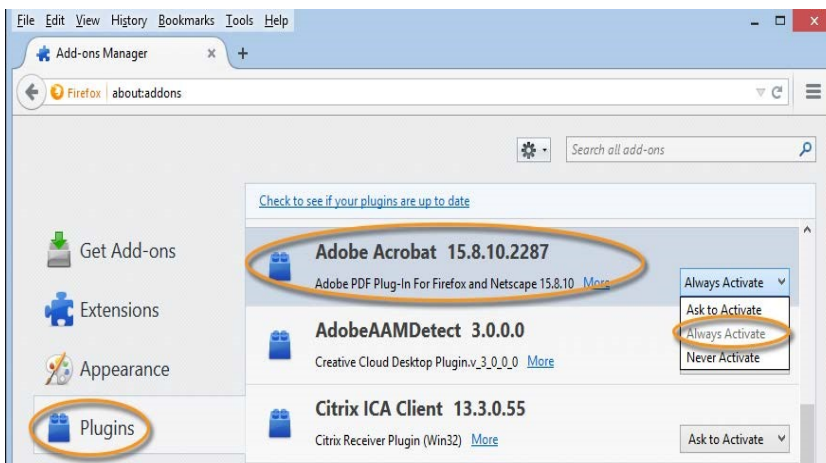 File Edit View History Bookmarks Tools Help
Add-ons Manager
Firefox about:addons
Search all add-ons
Check to see if your plugins are up to date
Get Add-ons
Extensions
Appearance
Plugins
Adobe Acrobat 15.8.10.2287
Adobe PDF Plug-In For Firefox and Netscape 15.8.10 More
Always Activate
Ask to Activate
Always Activate
Never Activate
AdobeAAMDetect 3.0.0.0
Creative Cloud Desktop Plugin.v_3_0_0_0 More
Citrix ICA Client 13.3.0.55
Citrix Receiver Plugin (Win32) More
Ask to Activate